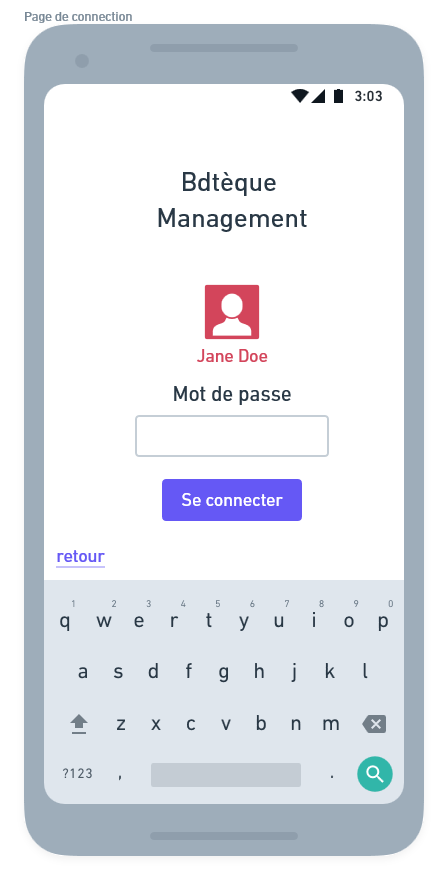 Page de connection
3:03
Bdtèque
Management
Jane Doe
Mot de passe
Se connecter
retour
1 2 3 4 5 6 7 8 9 0
q w e r t y u i o p
a s d f g h j k l
z x c v b n m
?123 , .